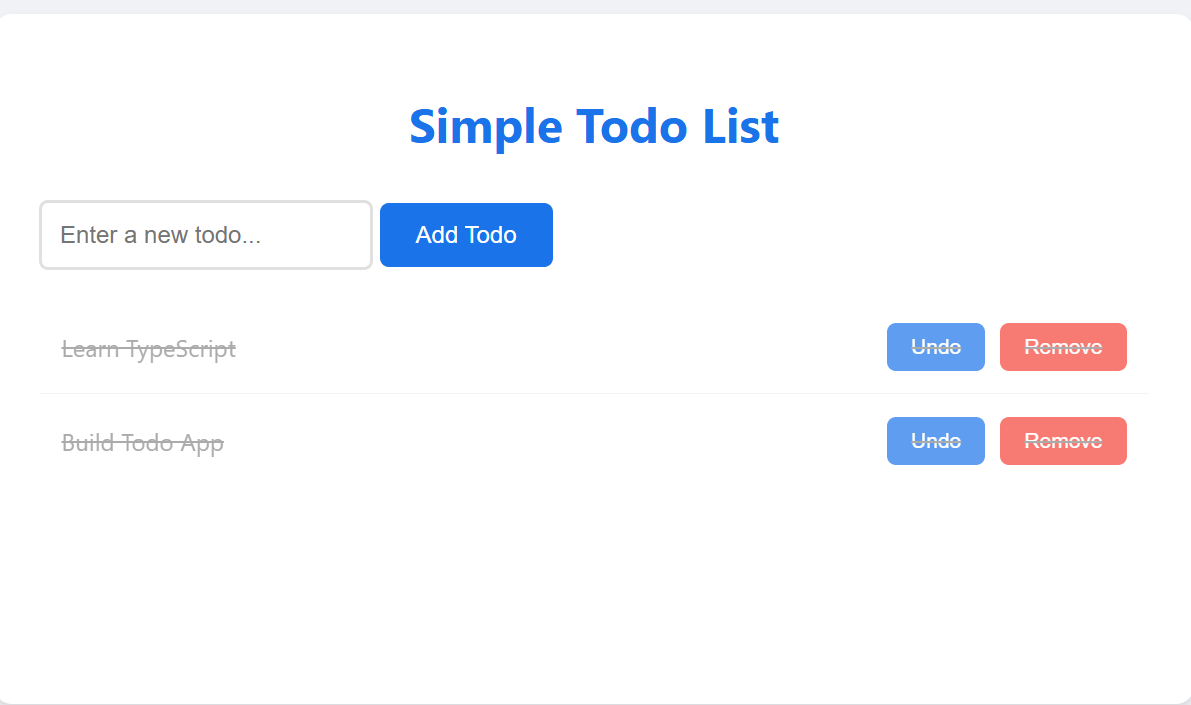 Simple Todo List
Enter a new todo... Add Todo
Learn TypeScript Undo Remove
Build Todo App Undo Remove